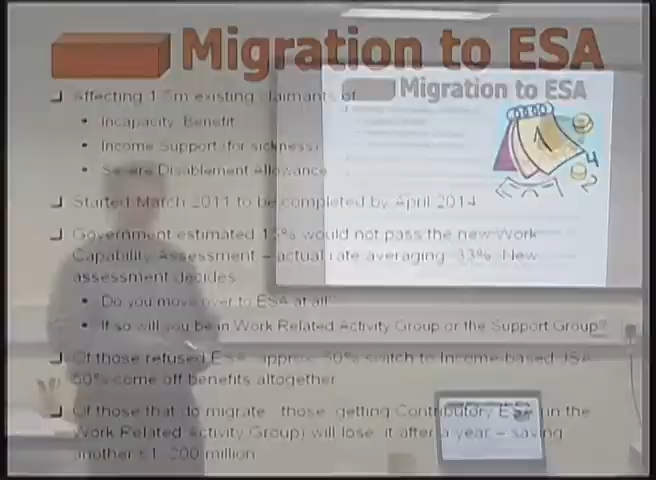 Migration to ESA
Migration to ESA
Affecting 1.5m existing claimants of
Incapacity Benefit
Income Support (for sickness)
Severe Disablement Allowance
Started March 2011 to be completed by April 2014
Government estimated 15% would not pass the new Work
Capability Assessment – actual rate averaging 33%. New
assessment decides
Do you move over to ESA at all
If so will you be in Work Related Activity Group or the Support Group?
Of those refused ESA approx switch to Income-based JSA
50% come off benefits altogether
Of those that do migrate those getting Contributory ESA (in the
Work Related Activity Group) will lose it after a year – saving
another £1, 200 million